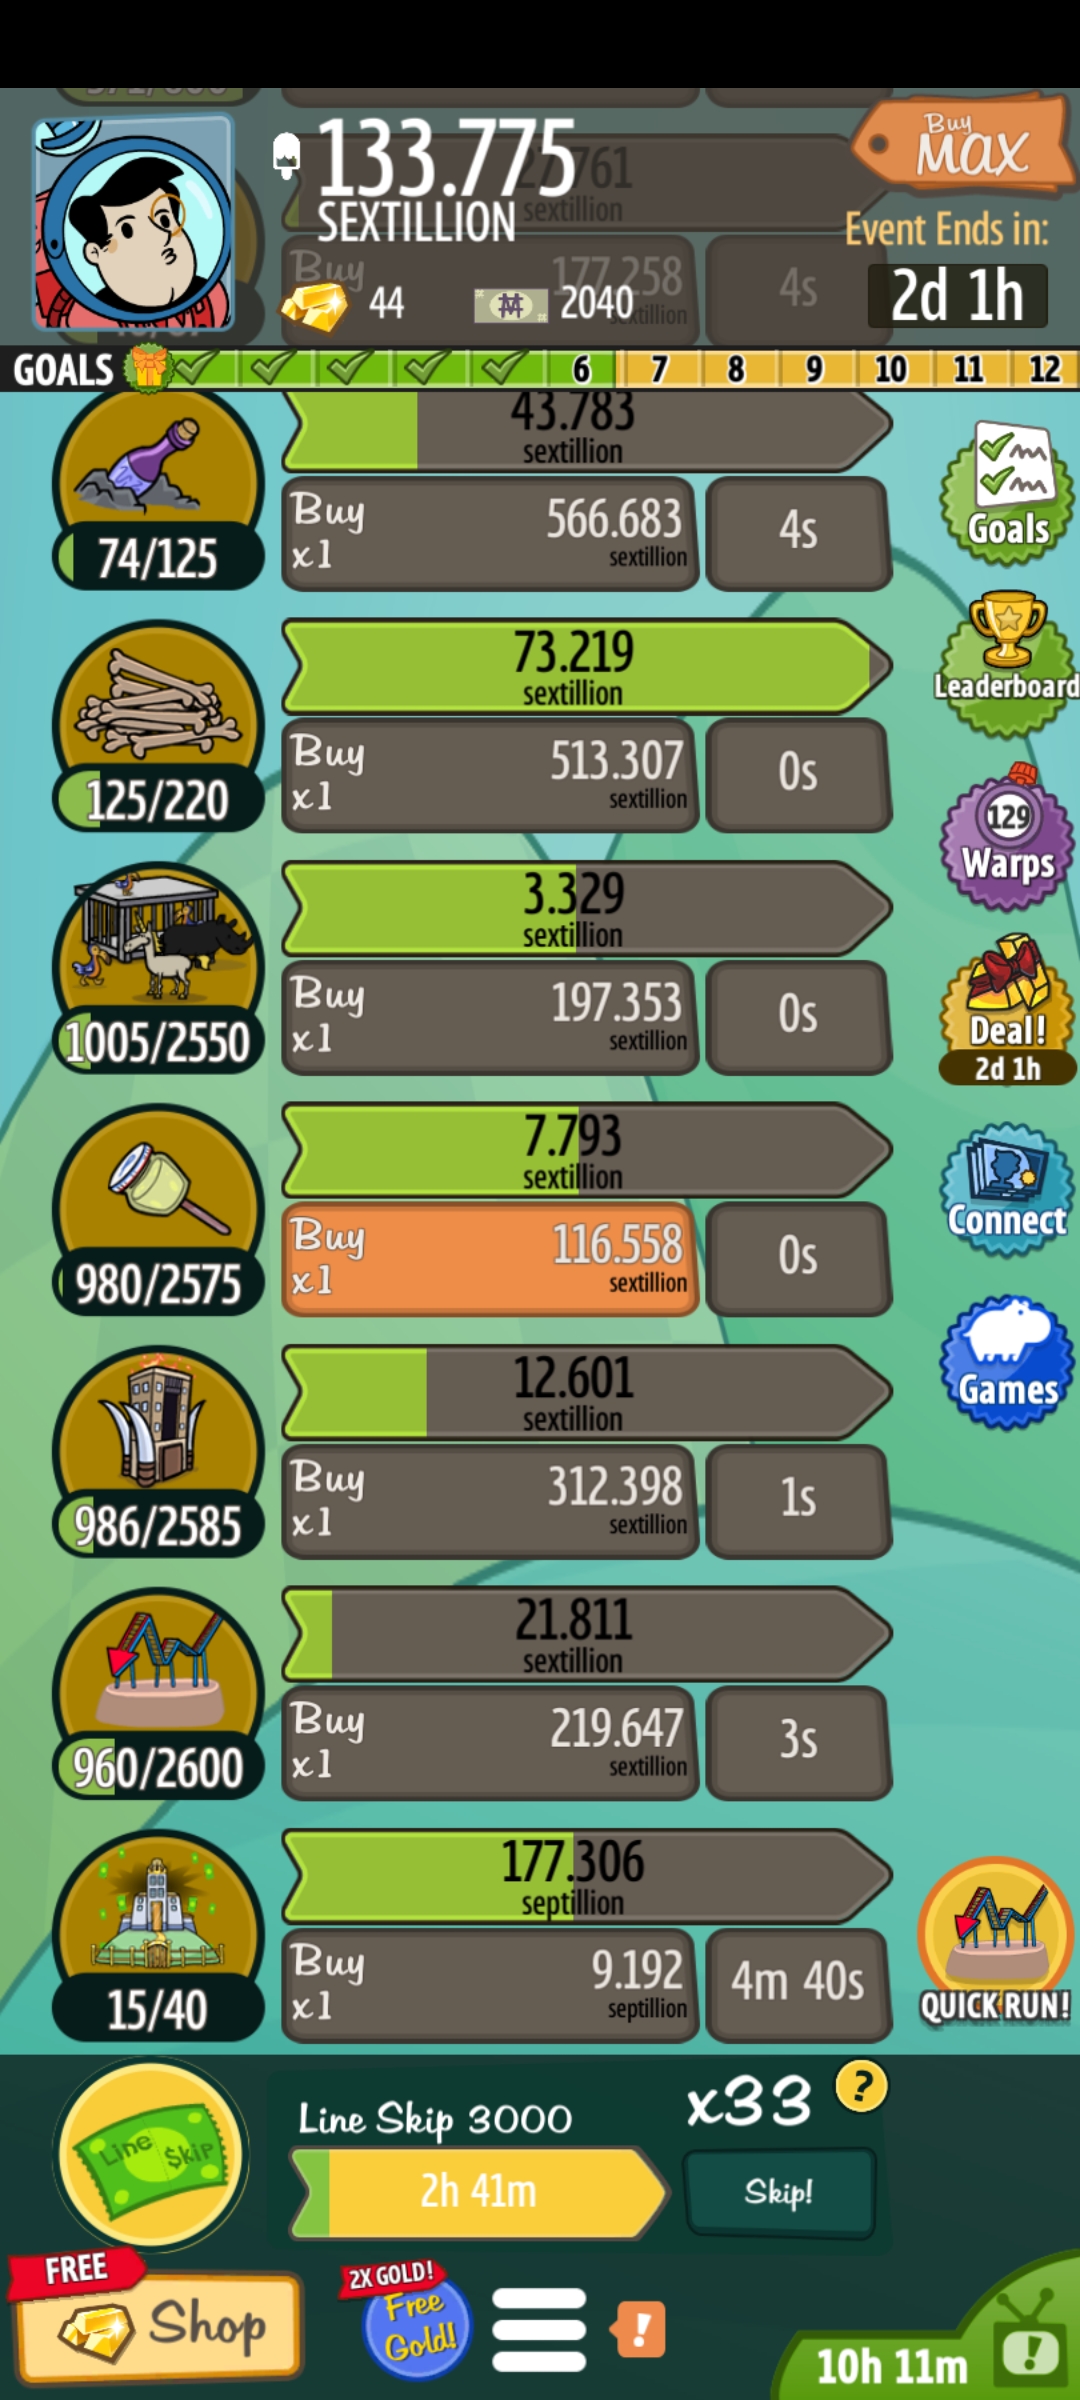 133.775
SEXTILLION
Buy
MAX
Event Ends in:
2d 1h
44
2040
sextillion
Buy
177.258
4s
GOALS
6
7
8
9
10
11
12
43.783
sextillion
74/125
Buy
x1
566.683
sextillion
4s
Goals
73.219
sextillion
125/220
Buy
x1
513.307
sextillion
0s
Leaderboard
3.329
sextillion
1005/2550
Buy
x1
197.353
sextillion
0s
129
Warps
Deal!
2d 1h
7.793
sextillion
980/2575
Buy
x1
116.558
sextillion
0s
Connect
12.601
sextillion
986/2585
Buy
x1
312.398
sextillion
1s
Games
21.811
sextillion
960/2600
Buy
x1
219.647
sextillion
3s
177.306
septillion
15/40
Buy
x1
9.192
septillion
4m 40s
QUICK RUN!
Line $kip
Line Skip 3000
2h 41m
x33
?
Skip!
FREE
Shop
2X GOLD!
Free
Gold!
!
10h 11m
!